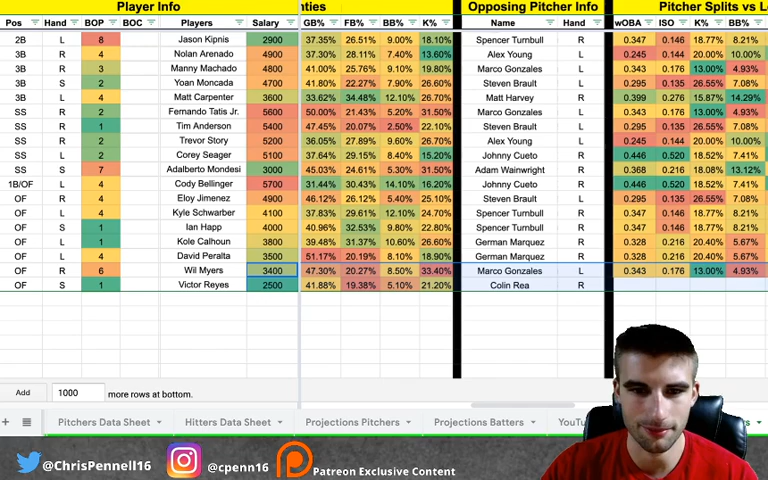 Player Info nties Opposing Pitcher Info Pitcher Splits vs L
Pos Hand BOP BOC Players Salary GB% FB% BB% K% Name Hand wOBA ISO K% BB%
2B L 8 Jason Kipnis 2900 37.35% 26.51% 9.00% 18.10% Spencer Turnbull R 0.347 0.146 18.77% 8.21%
3B R 4 Nolan Arenado 4900 37.30% 28.11% 7.40% 13.60% Alex Young L 0.245 0.144 20.00% 10.00%
3B R 3 Manny Machado 4800 41.00% 25.76% 9.10% 19.80% Marco Gonzales L 0.343 0.176 13.00% 4.93%
3B S 2 Yoan Moncada 4700 41.80% 22.27% 7.90% 26.70% Steven Brault L 0.295 0.135 26.55% 7.08%
3B L 4 Matt Carpenter 3600 33.62% 34.48% 12.10% 26.70% Matt Harvey R 0.399 0.276 15.87% 14.29%
SS R 2 Fernando Tatis Jr. 5600 50.00% 21.43% 5.20% 31.50% Marco Gonzales L 0.343 0.176 13.00% 4.93%
SS R 1 Tim Anderson 5400 47.45% 20.07% 2.50% 22.10% Steven Brault L 0.295 0.135 26.55% 7.08%
SS R 2 Trevor Story 5200 36.05% 27.89% 9.60% 27.00% Alex Young L 0.245 0.144 20.00% 10.00%
SS L 2 Corey Seager 5100 37.64% 29.15% 8.40% 15.20% Johnny Cueto R 0.446 0.520 18.52% 7.41%
SS S 7 Adalberto Mondesi 3000 45.03% 24.61% 5.30% 31.50% Adam Wainwright R 0.368 0.216 18.08% 13.12%
1B/OF L 4 Cody Bellinger 5700 31.44% 30.43% 14.10% 16.20% Johnny Cueto R 0.446 0.520 18.52% 7.41%
OF R 4 Eloy Jimenez 4900 46.12% 26.12% 5.40% 25.10% Steven Brault L 0.295 0.135 26.55% 7.08%
OF L 4 Kyle Schwarber 4100 37.83% 29.61% 12.10% 24.70% Spencer Turnbull R 0.347 0.146 18.77% 8.21%
OF S 1 Ian Happ 4000 40.96% 32.53% 9.80% 22.80% Spencer Turnbull R 0.347 0.146 18.77% 8.21%
OF L 1 Kole Calhoun 3800 39.48% 31.37% 10.60% 26.60% German Marquez R 0.328 0.216 20.40% 5.67%
OF L 4 David Peralta 3500 51.17% 20.19% 8.10% 18.90% German Marquez R 0.328 0.216 20.40% 5.67%
OF R 6 Wil Myers 3400 47.30% 20.27% 8.50% 33.40% Marco Gonzales L 0.343 0.176 13.00% 4.93%
OF S 1 Victor Reyes 2500 41.88% 19.38% 5.10% 21.20% Colin Rea R
Add 1000 more rows at bottom.
Pitchers Data Sheet Hitters Data Sheet Projections Pitchers Projections Batters YouTu
@ChrisPennell16 @cpenn16 Patreon Exclusive Content